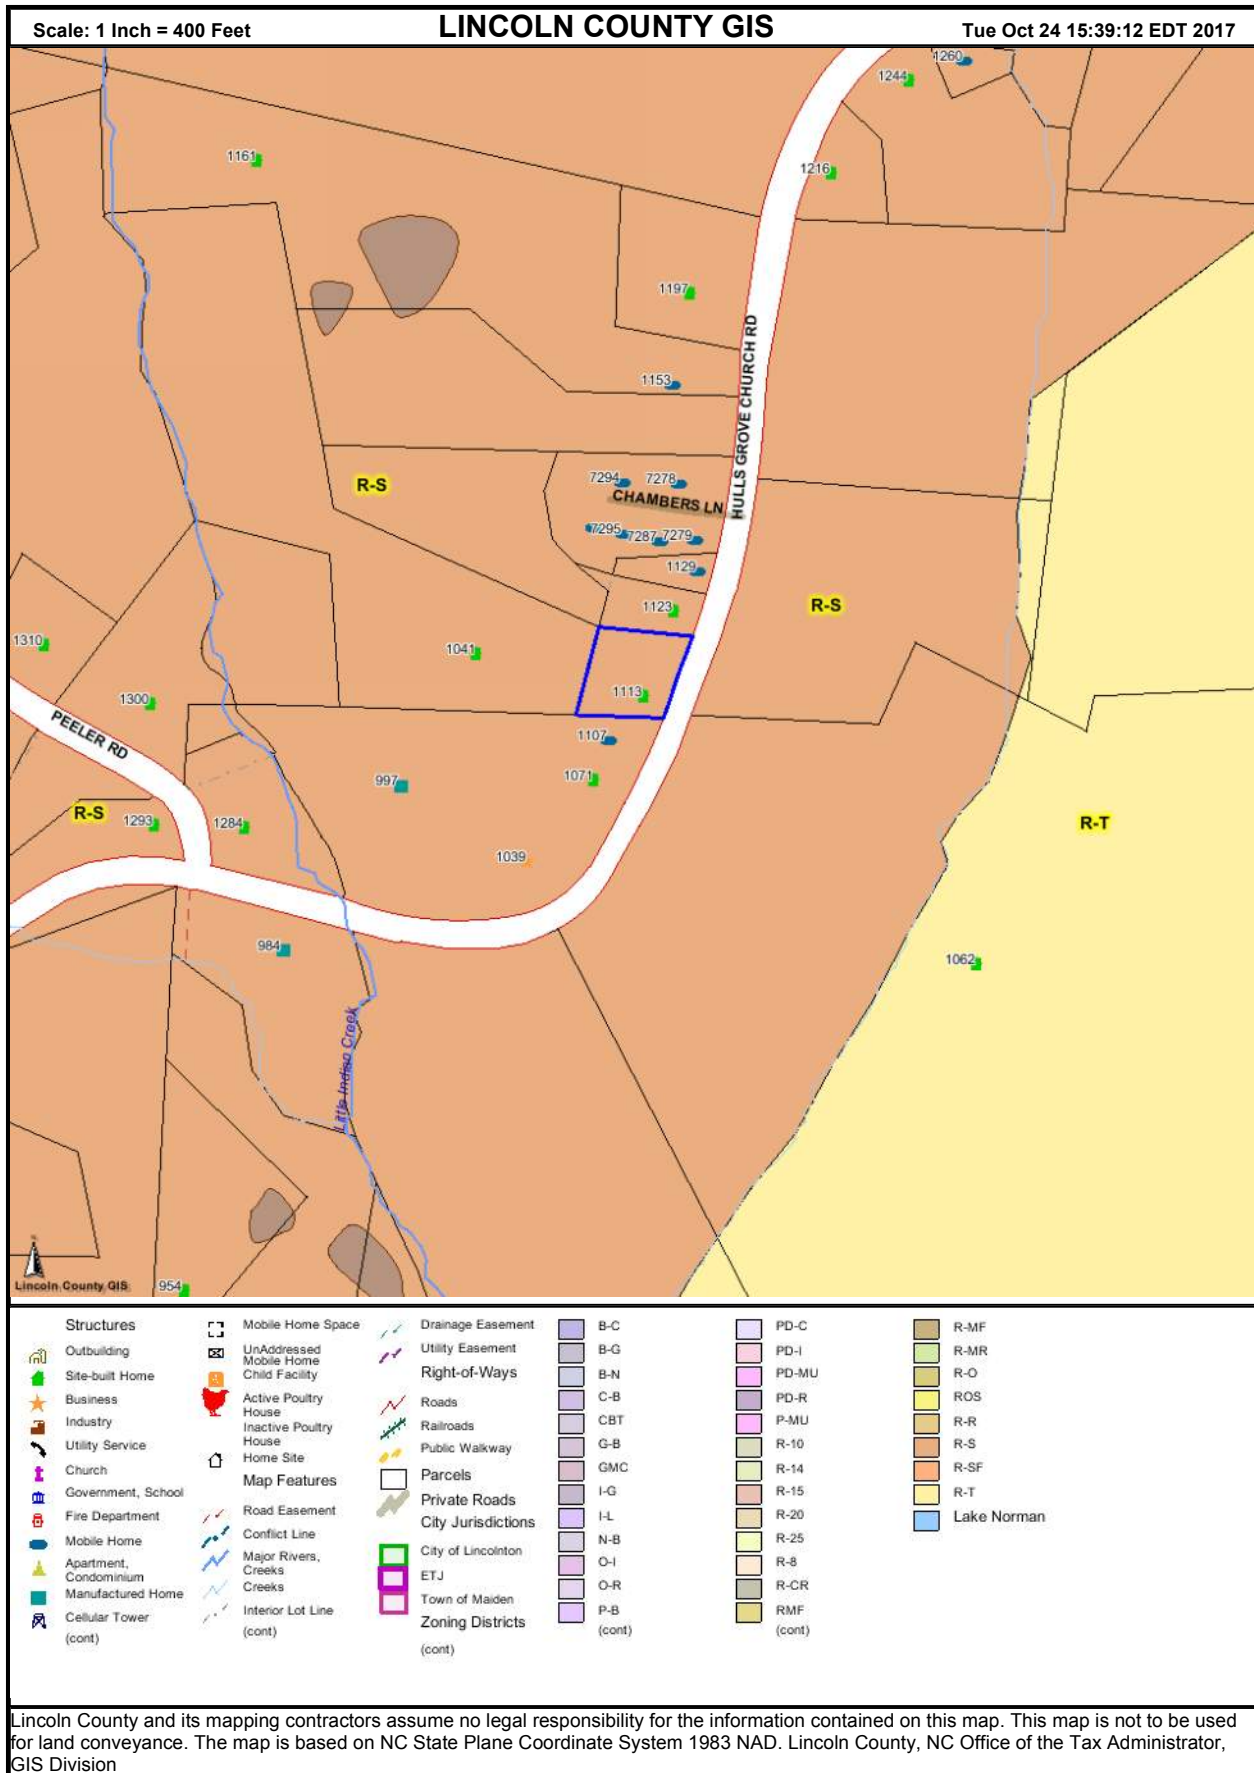 Scale: 1 Inch = 400 Feet
LINCOLN COUNTY GIS
Tue Oct 24 15:39:12 EDT 2017
1260
1244
1161
1216
1197
HULLS GROVE CHURCH RD
1153
R-S
7294
7278
CHAMBERS LN
7295
7287
7279
1129
1123
R-S
1310
1041
1300
1113
PEELER RD
1107
997
1071
R-S
1293
1284
R-T
1039
984
1062
Little Indian Creek
Lincoln County GIS
954
Structures
Outbuilding
Site-built Home
Business
Industry
Utility Service
Church
Government, School
Fire Department
Mobile Home
Apartment,
Condominium
Manufactured Home
Cellular Tower
(cont)
Mobile Home Space
UnAddressed
Mobile Home
Child Facility
Active Poultry
House
Inactive Poultry
House
Home Site
Map Features
Road Easement
Conflict Line
Major Rivers,
Creeks
Creeks
Interior Lot Line
(cont)
Drainage Easement
Utility Easement
Right-of-Ways
Roads
Railroads
Public Walkway
Parcels
Private Roads
City Jurisdictions
City of Lincolnton
ETJ
Town of Maiden
Zoning Districts
(cont)
B-C
B-G
B-N
C-B
CBT
G-B
GMC
I-G
I-L
N-B
O-I
O-R
P-B
(cont)
PD-C
PD-I
PD-MU
PD-R
P-MU
R-10
R-14
R-15
R-20
R-25
R-8
R-CR
RMF
(cont)
R-MF
R-MR
R-O
ROS
R-R
R-S
R-SF
R-T
Lake Norman
Lincoln County and its mapping contractors assume no legal responsibility for the information contained on this map. This map is not to be used
for land conveyance. The map is based on NC State Plane Coordinate System 1983 NAD. Lincoln County, NC Office of the Tax Administrator,
GIS Division